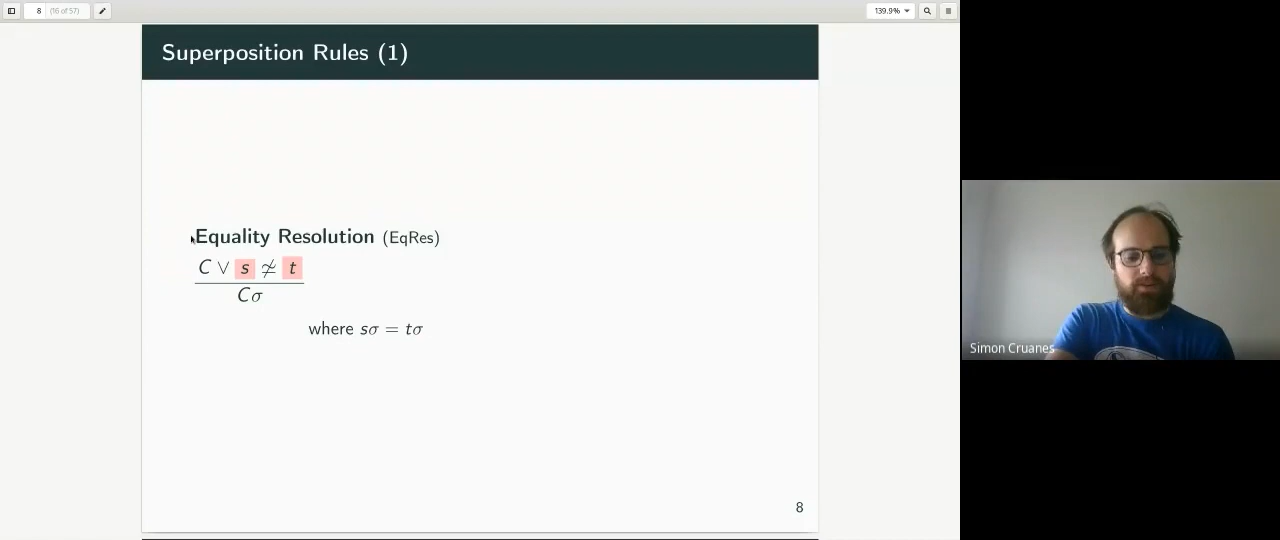 8 (16 of 57) 139.9%
Superposition Rules (1)
Equality Resolution (EqRes)
C ∨ s ≄ t
Cσ
where sσ = tσ
8
Simon Cruanes